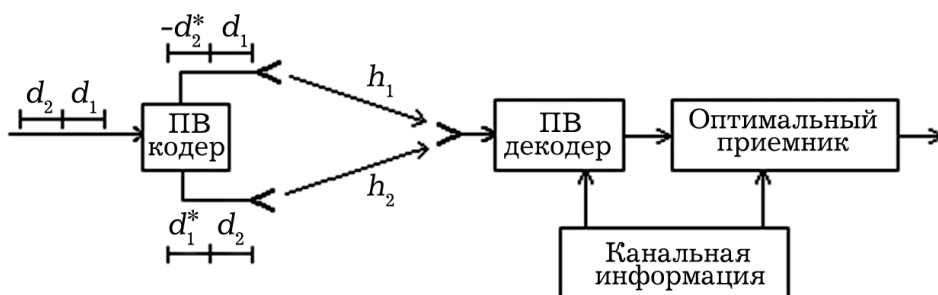 -d₂* d₁
d₂ d₁
ПВ
кодер
h₁
h₂
d₁* d₂
ПВ
декодер
Оптимальный
приемник
Канальная
информация